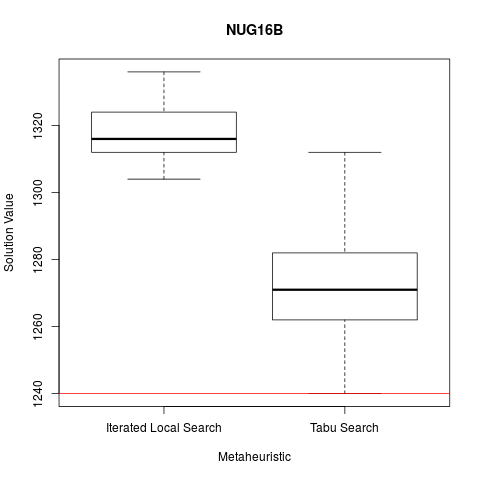 NUG16B
Solution Value
1320
1300
1280
1260
1240
Iterated Local Search
Tabu Search
Metaheuristic